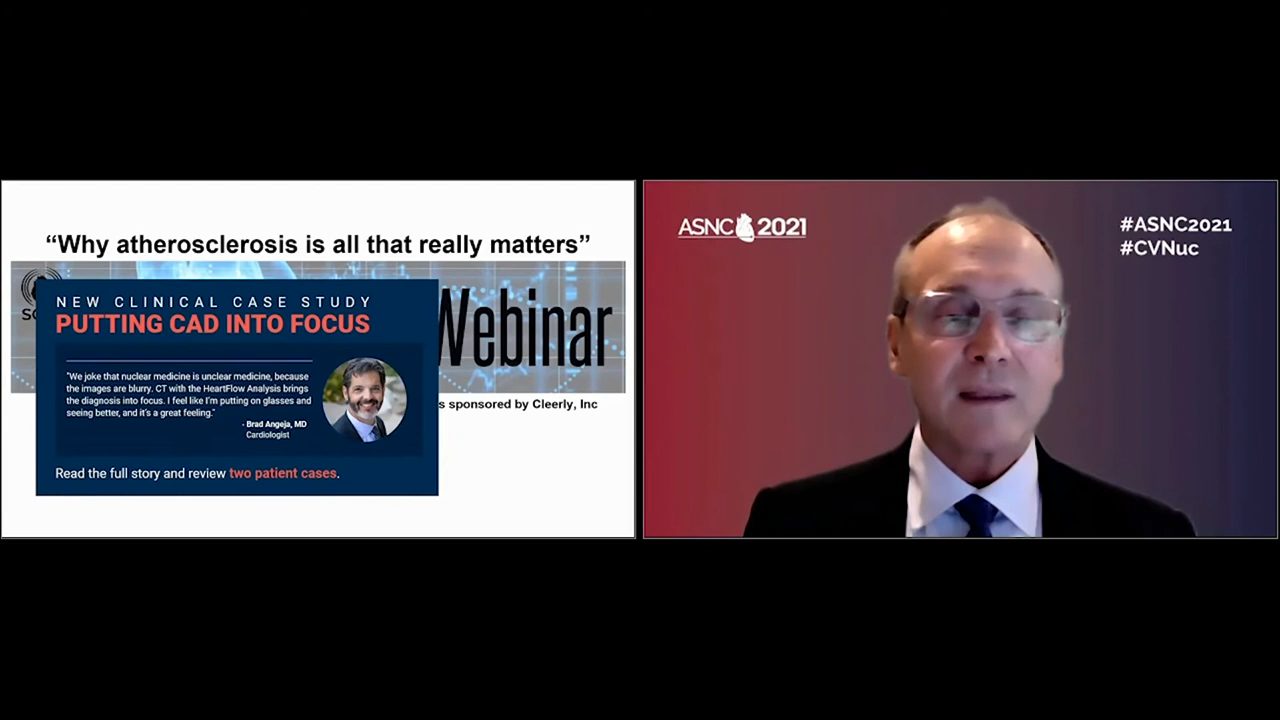 “Why atherosclerosis is all that really matters”
NEW CLINICAL CASE STUDY
PUTTING CAD INTO FOCUS
"We joke that nuclear medicine is unclear medicine, because
the images are blurry. CT with the HeartFlow Analysis brings
the diagnosis into focus. I feel like I'm putting on glasses and
seeing better, and it's a great feeling."
- Brad Angeja, MD
Cardiologist
Read the full story and review two patient cases.
Webinar
s sponsored by Cleerly, Inc
ASNC 2021
#ASNC2021
#CVNuc